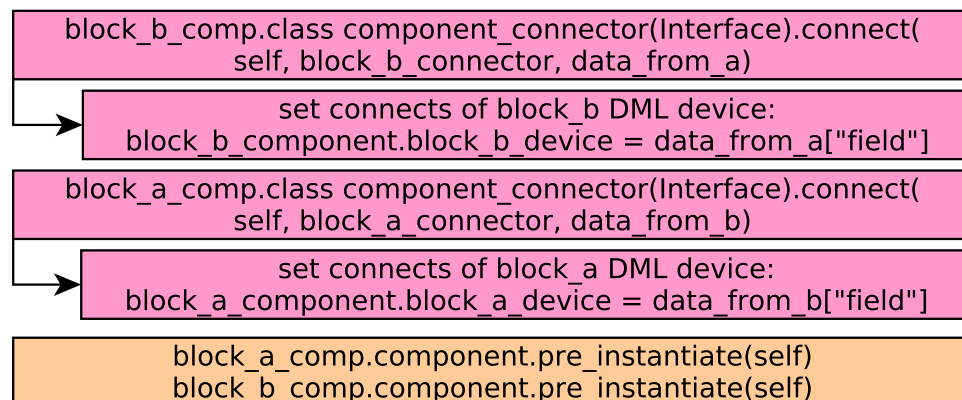 block_b_comp.class component_connector(Interface).connect(
self, block_b_connector, data_from_a)
set connects of block_b DML device:
block_b_component.block_b_device = data_from_a["field"]
block_a_comp.class component_connector(Interface).connect(
self, block_a_connector, data_from_b)
set connects of block_a DML device:
block_a_component.block_a_device = data_from_b["field"]
block_a_comp.component.pre_instantiate(self)
block_b_comp.component.pre_instantiate(self)